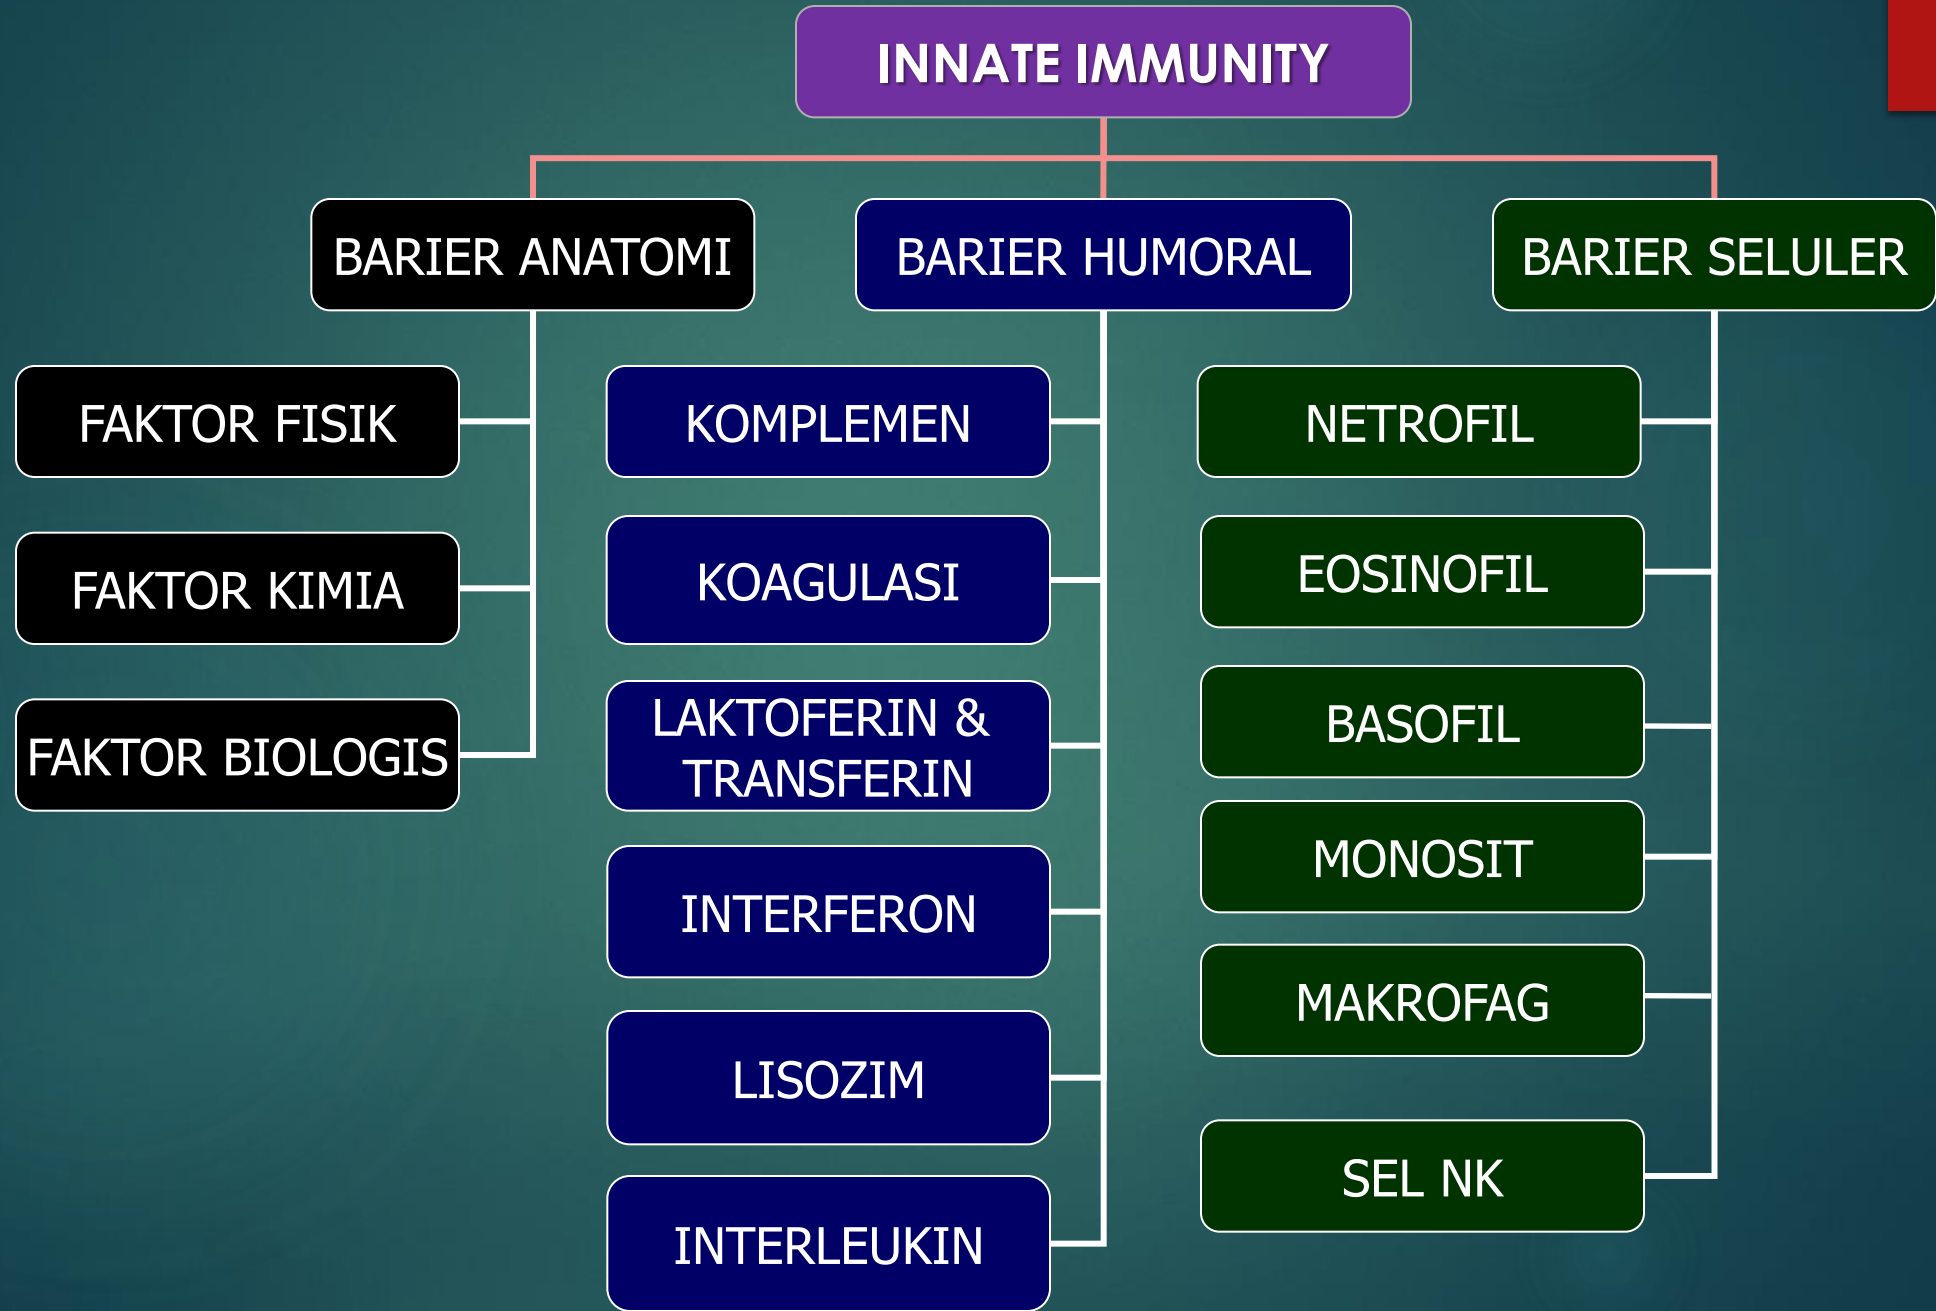 INNATE IMMUNITY
BARIER ANATOMI
FAKTOR FISIK
FAKTOR KIMIA
FAKTOR BIOLOGIS
BARIER HUMORAL
KOMPLEMEN
KOAGULASI
LAKTOFERIN &
TRANSFERIN
INTERFERON
LISOZIM
INTERLEUKIN
BARIER SELULER
NETROFIL
EOSINOFIL
BASOFIL
MONOSIT
MAKROFAG
SEL NK